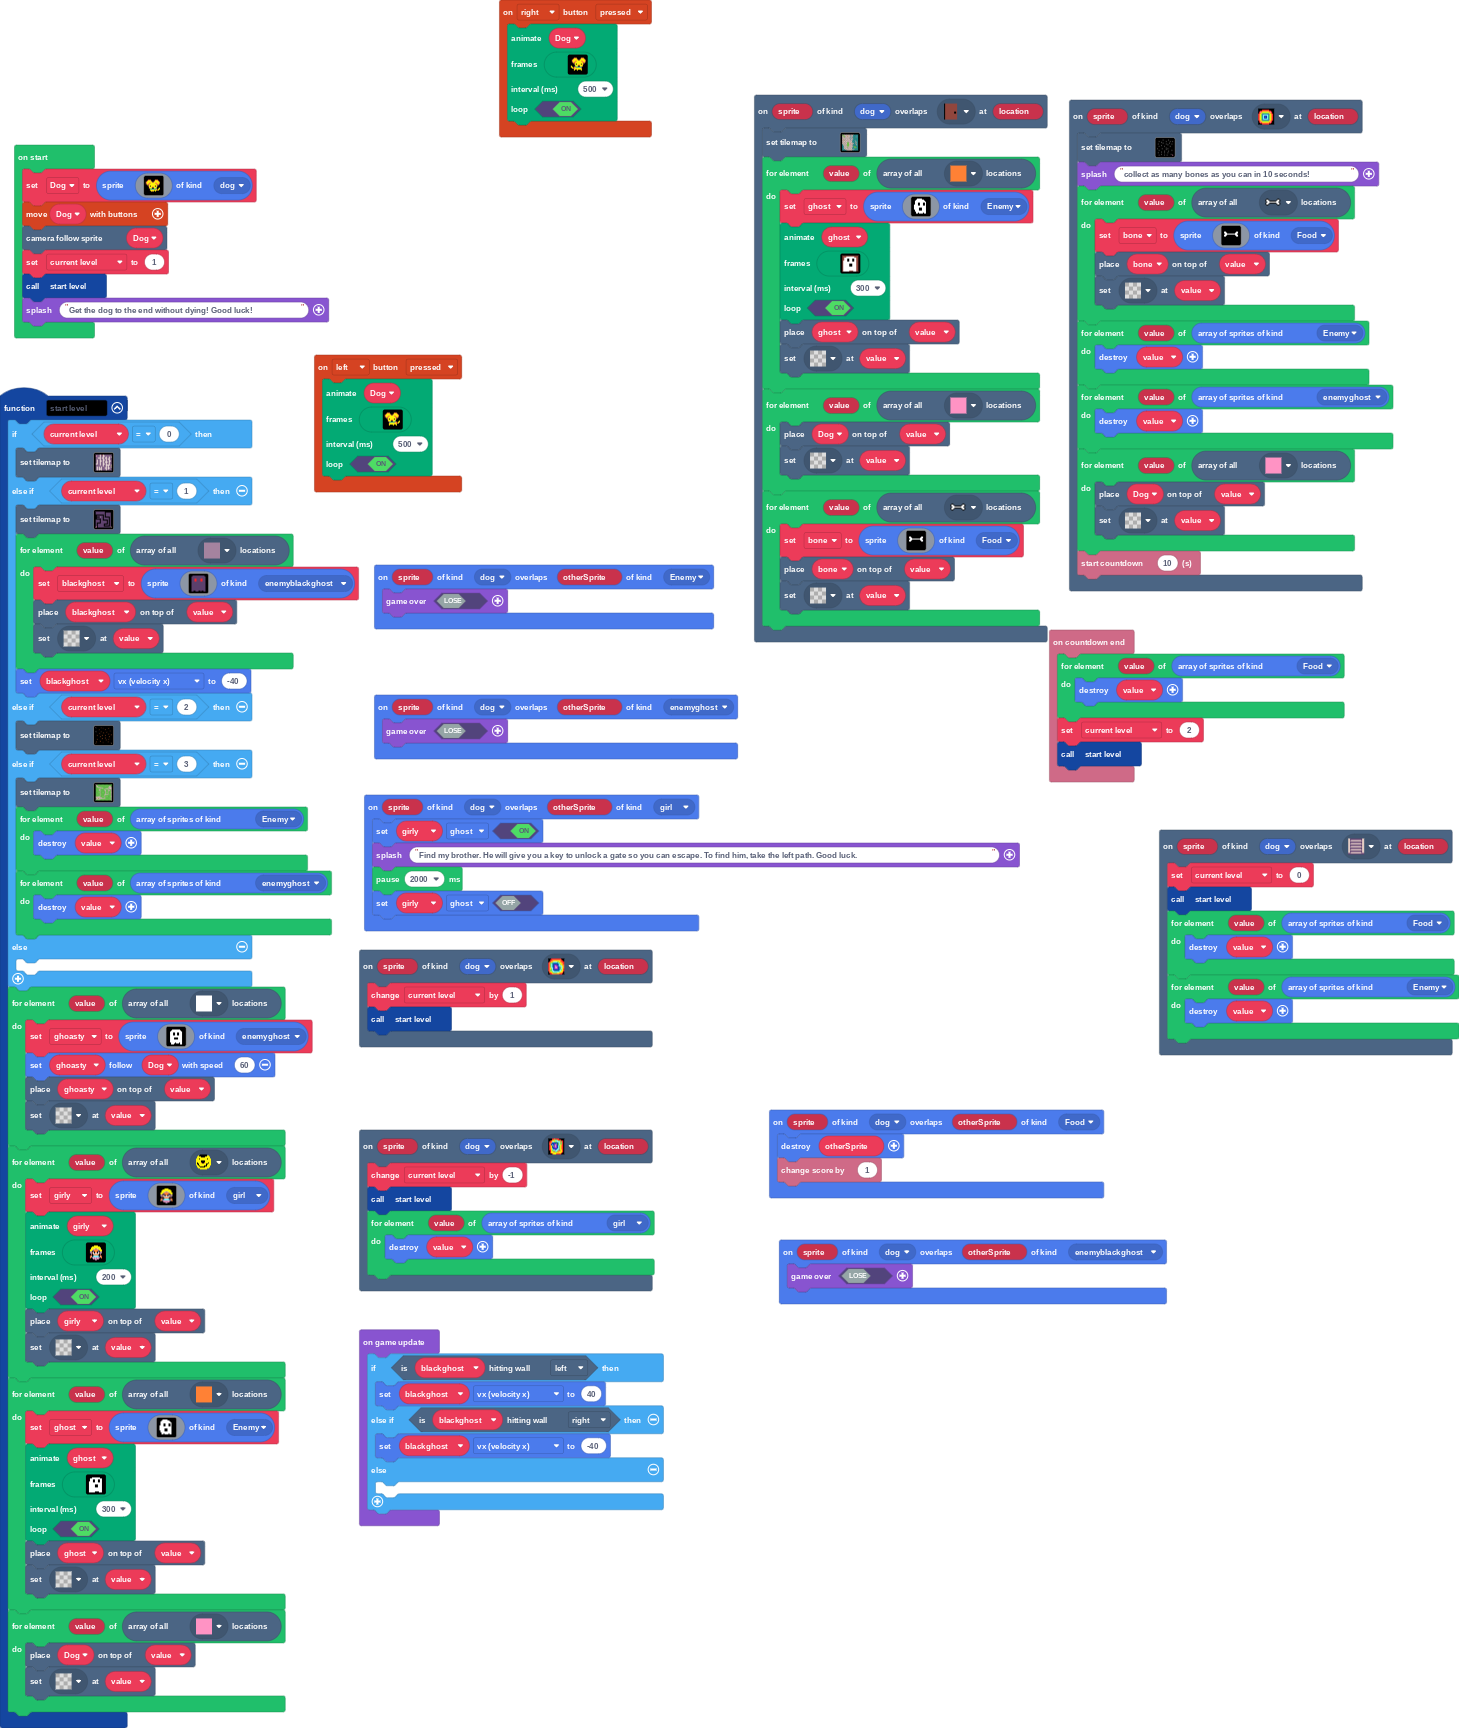 on right button pressed
animate Dog
frames
interval (ms) 500
loop ON
on start
set Dog to sprite of kind dog
move Dog with buttons
camera follow sprite Dog
set current level to 1
call start level
splash "Get the dog to the end without dying! Good luck!"
on left button pressed
animate Dog
frames
interval (ms) 500
loop ON
function start level
if current level = 0 then
set tilemap to
else if current level = 1 then
set tilemap to
for element value of array of all locations
do
set blackghost to sprite of kind enemyblackghost
place blackghost on top of value
set at value
set blackghost vx (velocity x) to -40
else if current level = 2 then
set tilemap to
else if current level = 3 then
set tilemap to
for element value of array of sprites of kind Enemy
do destroy value
for element value of array of sprites of kind enemyghost
do destroy value
else
for element value of array of all locations
do
set ghoasty to sprite of kind enemyghost
set ghoasty follow Dog with speed 60
place ghoasty on top of value
set at value
for element value of array of all locations
do
set girly to sprite of kind girl
animate girly
frames
interval (ms) 200
loop ON
place girly on top of value
set at value
for element value of array of all locations
do
set ghost to sprite of kind Enemy
animate ghost
frames
interval (ms) 300
loop ON
place ghost on top of value
set at value
for element value of array of all locations
do
place Dog on top of value
set at value
on sprite of kind dog overlaps otherSprite of kind Enemy
game over LOSE
on sprite of kind dog overlaps otherSprite of kind enemyghost
game over LOSE
on sprite of kind dog overlaps otherSprite of kind girl
set girly ghost ON
splash "Find my brother. He will give you a key to unlock a gate so you can escape. To find him, take the left path. Good luck."
pause 2000 ms
set girly ghost OFF
on sprite of kind dog overlaps at location
change current level by 1
call start level
on sprite of kind dog overlaps at location
change current level by -1
call start level
for element value of array of sprites of kind girl
do destroy value
on game update
if is blackghost hitting wall left then
set blackghost vx (velocity x) to 40
else if is blackghost hitting wall right then
set blackghost vx (velocity x) to -40
else
on sprite of kind dog overlaps at location
set tilemap to
for element value of array of all locations
do
set ghost to sprite of kind Enemy
animate ghost
frames
interval (ms) 300
loop ON
place ghost on top of value
set at value
for element value of array of all locations
do
place Dog on top of value
set at value
for element value of array of all locations
do
set bone to sprite of kind Food
place bone on top of value
set at value
on sprite of kind dog overlaps at location
set tilemap to
splash "collect as many bones as you can in 10 seconds!"
for element value of array of all locations
do
set bone to sprite of kind Food
place bone on top of value
set at value
for element value of array of sprites of kind Enemy
do destroy value
for element value of array of sprites of kind enemyghost
do destroy value
for element value of array of all locations
do
place Dog on top of value
set at value
start countdown 10 (s)
on countdown end
for element value of array of sprites of kind Food
do destroy value
set current level to 2
call start level
on sprite of kind dog overlaps at location
set current level to 0
call start level
for element value of array of sprites of kind Food
do destroy value
for element value of array of sprites of kind Enemy
do destroy value
on sprite of kind dog overlaps otherSprite of kind Food
destroy otherSprite
change score by 1
on sprite of kind dog overlaps otherSprite of kind enemyblackghost
game over LOSE